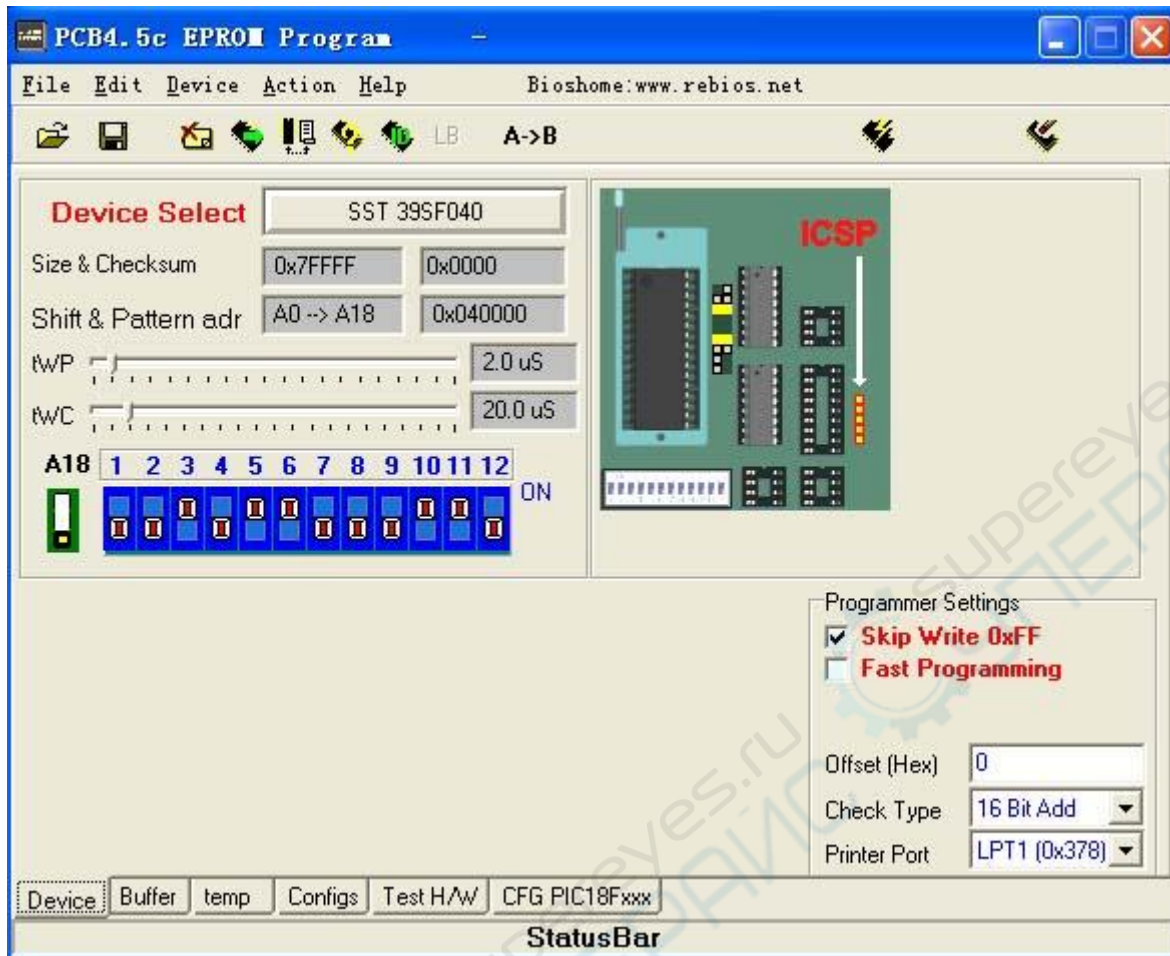 PCB4.5c EPROM Program -
File Edit Device Action Help Bioshome:www.rebios.net
LB A->B
Device Select SST 39SF040
ICSP
Size & Checksum 0x7FFFF 0x0000
Shift & Pattern adr A0 --> A18 0x040000
tWP 2.0 uS
tWC 20.0 uS
A18 1 2 3 4 5 6 7 8 9 10 11 12
ON
Programmer Settings
Skip Write 0xFF
Fast Programming
Offset (Hex) 0
Check Type 16 Bit Add
Printer Port LPT1 (0x378)
Device Buffer temp Configs Test H/W CFG PIC18Fxxx
StatusBar